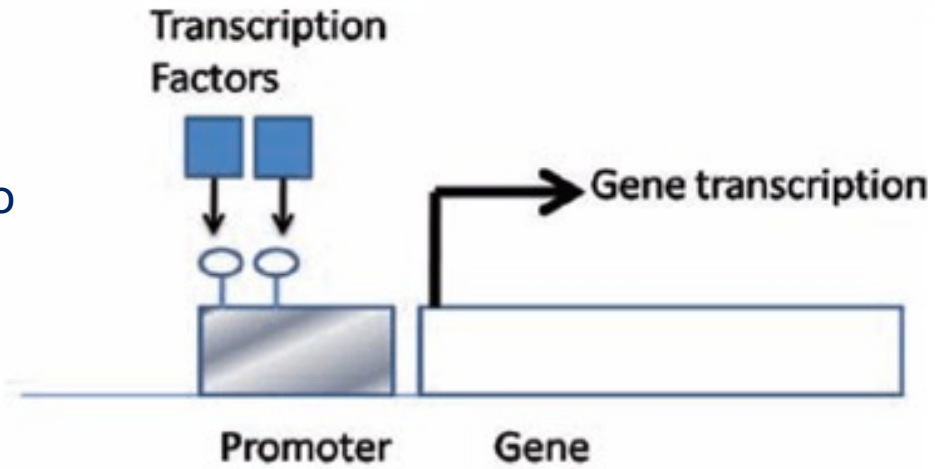 Transcription
Factors
o
Gene transcription
Promoter Gene